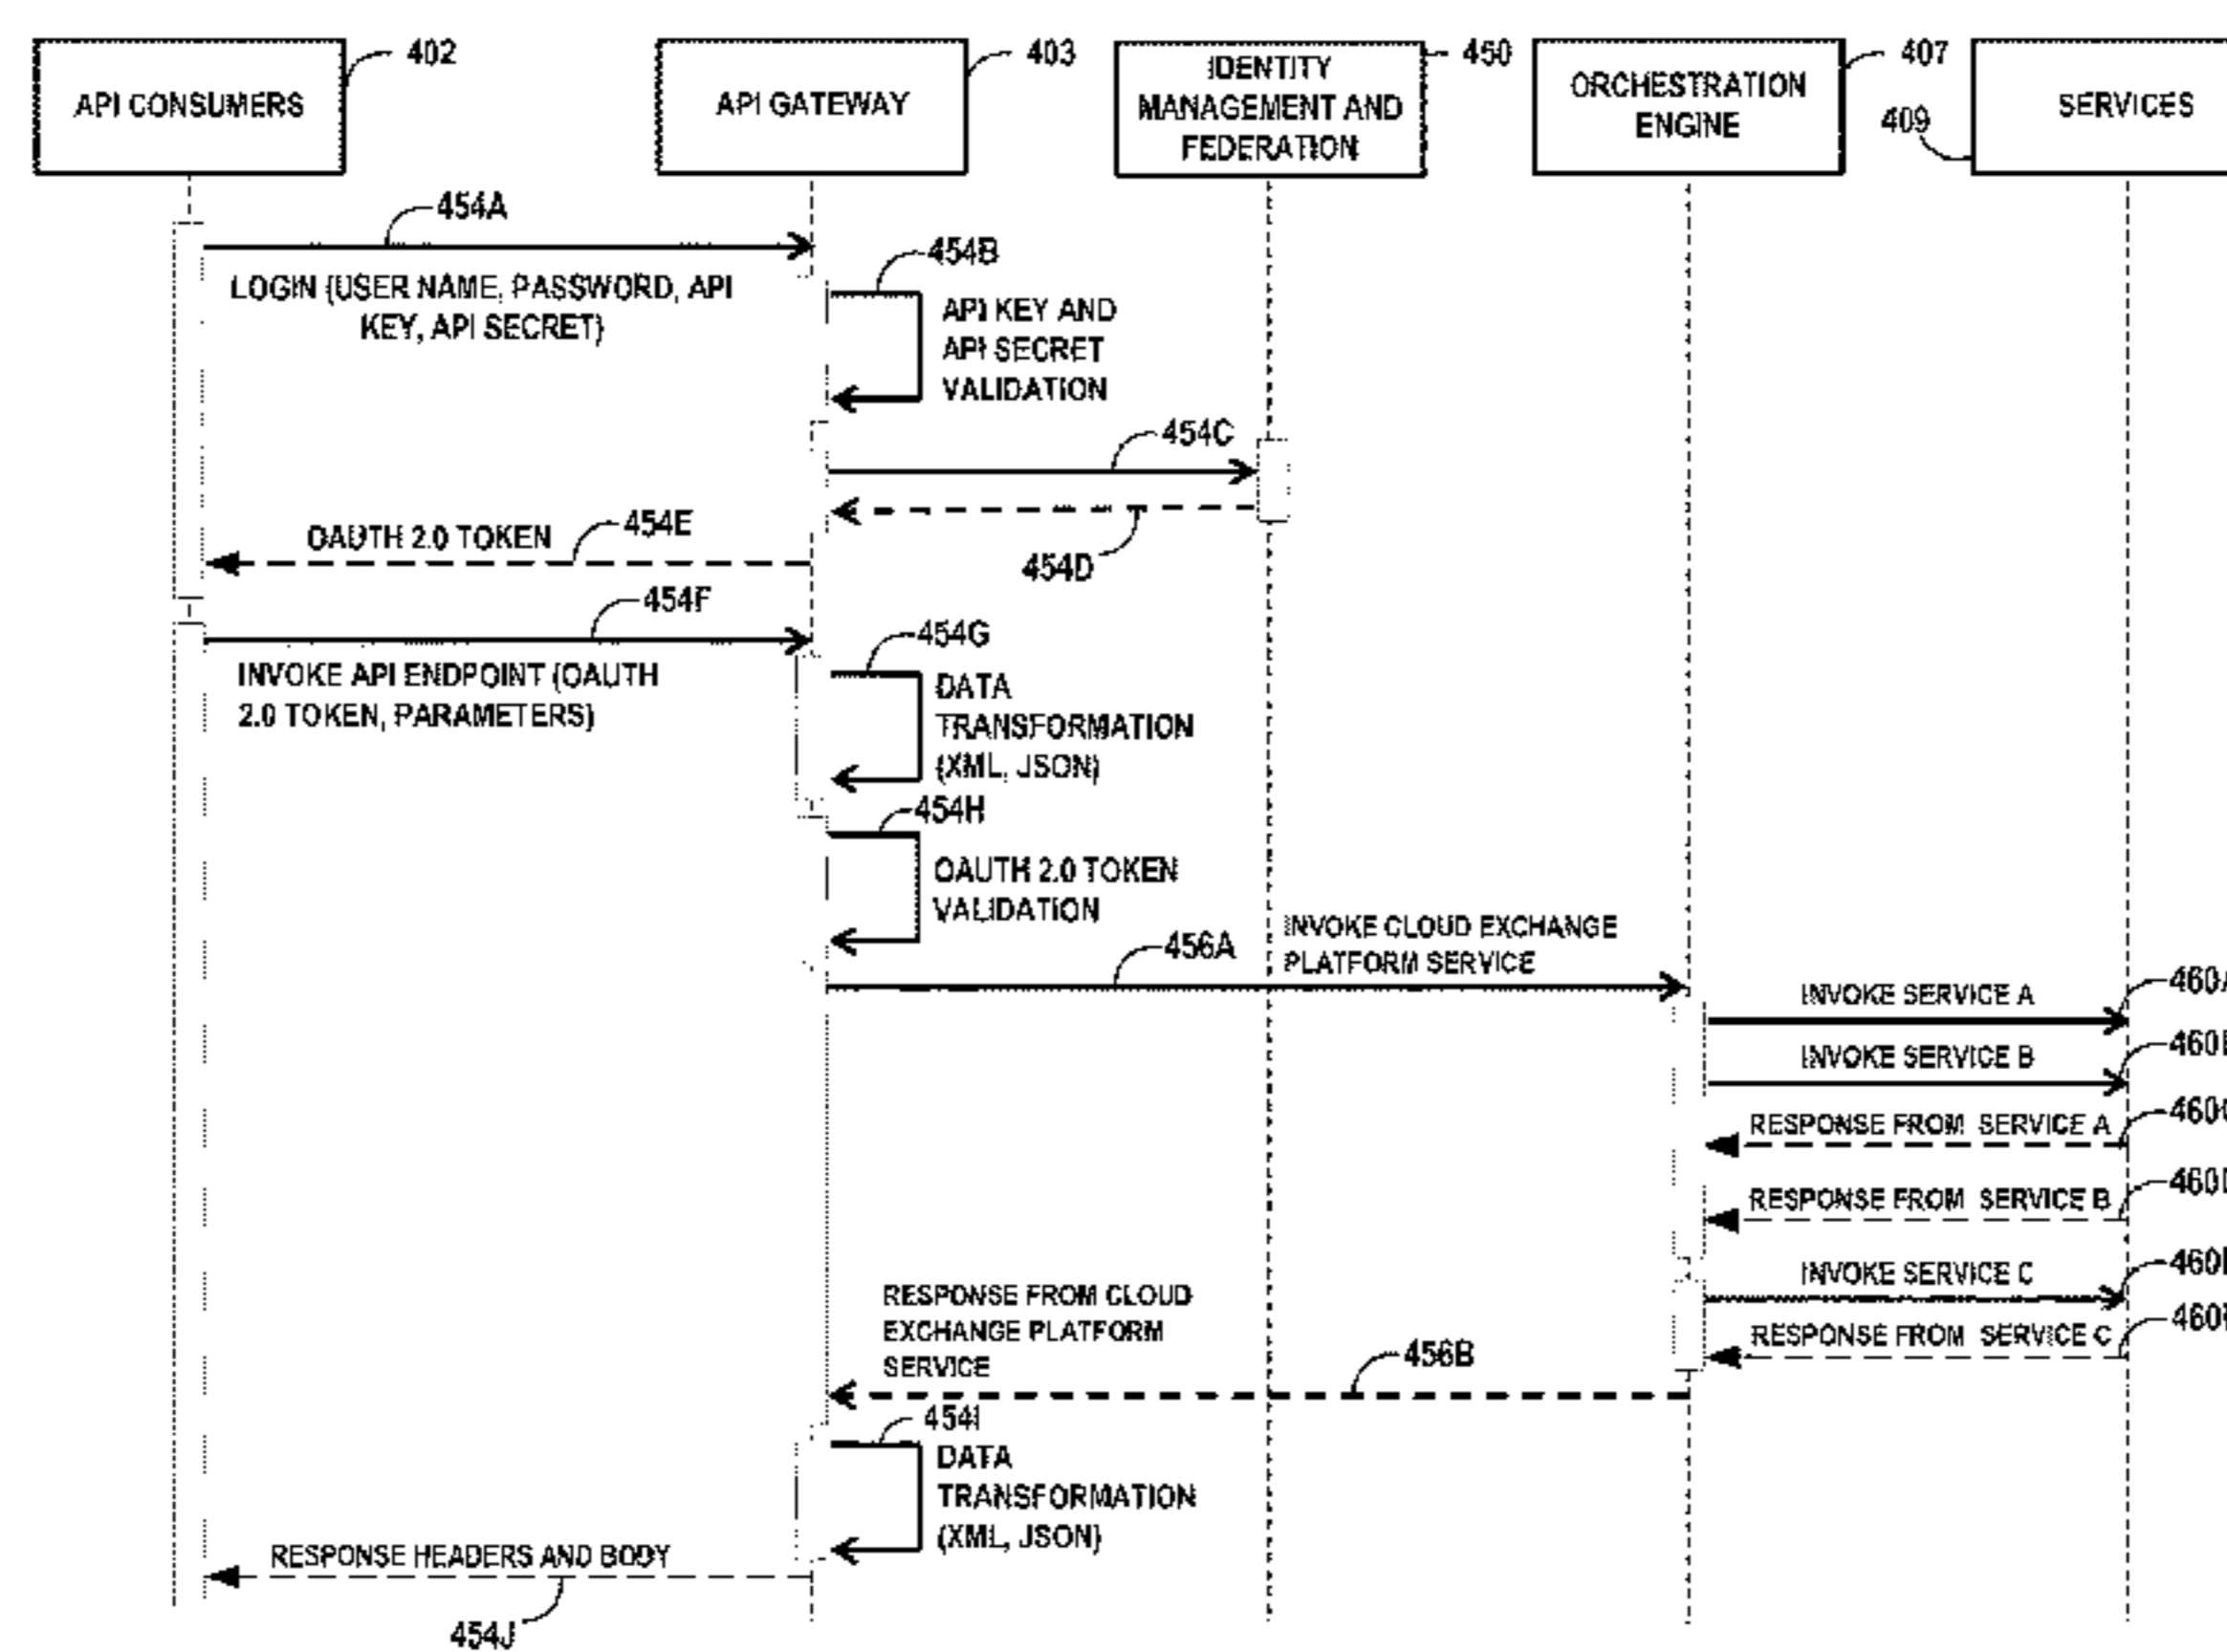 402
403
450
407
409
API CONSUMERS
API GATEWAY
IDENTITY
MANAGEMENT AND
FEDERATION
ORCHESTRATION
ENGINE
SERVICES
454A
LOGIN (USER NAME, PASSWORD, API
KEY, API SECRET)
454B
API KEY AND
API SECRET
VALIDATION
454C
454D
OAUTH 2.0 TOKEN
454E
454F
INVOKE API ENDPOINT (OAUTH
2.0 TOKEN, PARAMETERS)
454G
DATA
TRANSFORMATION
(XML, JSON)
454H
OAUTH 2.0 TOKEN
VALIDATION
456A
INVOKE CLOUD EXCHANGE
PLATFORM SERVICE
INVOKE SERVICE A
460A
INVOKE SERVICE B
RESPONSE FROM SERVICE A
RESPONSE FROM SERVICE B
INVOKE SERVICE C
RESPONSE FROM SERVICE C
RESPONSE FROM CLOUD
EXCHANGE PLATFORM
SERVICE
456B
454I
DATA
TRANSFORMATION
(XML, JSON)
RESPONSE HEADERS AND BODY
454J